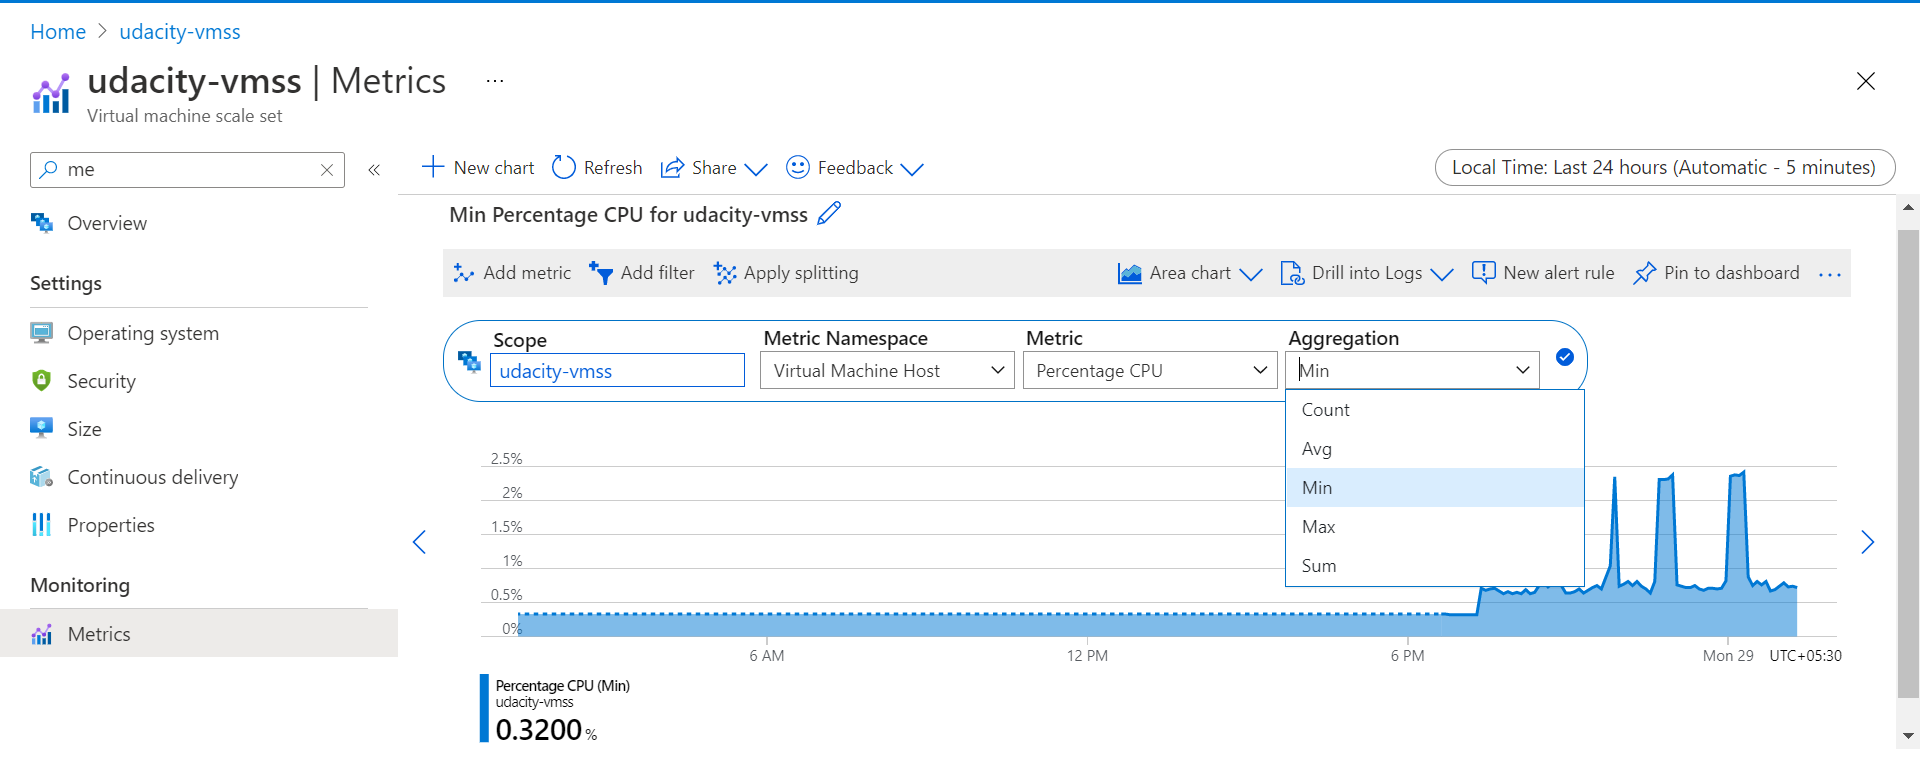 Home > udacity-vmss
udacity-vmss | Metrics ...
Virtual machine scale set
me
«
New chart Refresh Share Feedback
Local Time: Last 24 hours (Automatic - 5 minutes)
Overview
Settings
Operating system
Security
Size
Continuous delivery
Properties
Monitoring
Metrics
Min Percentage CPU for udacity-vmss
Add metric Add filter Apply splitting Area chart Drill into Logs New alert rule Pin to dashboard ...
Scope Metric Namespace Metric Aggregation
udacity-vmss Virtual Machine Host Percentage CPU Min
Count
Avg
Min
Max
Sum
2.5%
2%
1.5%
1%
0.5%
0%
6 AM 12 PM 6 PM Mon 29 UTC+05:30
Percentage CPU (Min)
udacity-vmss
0.3200 %